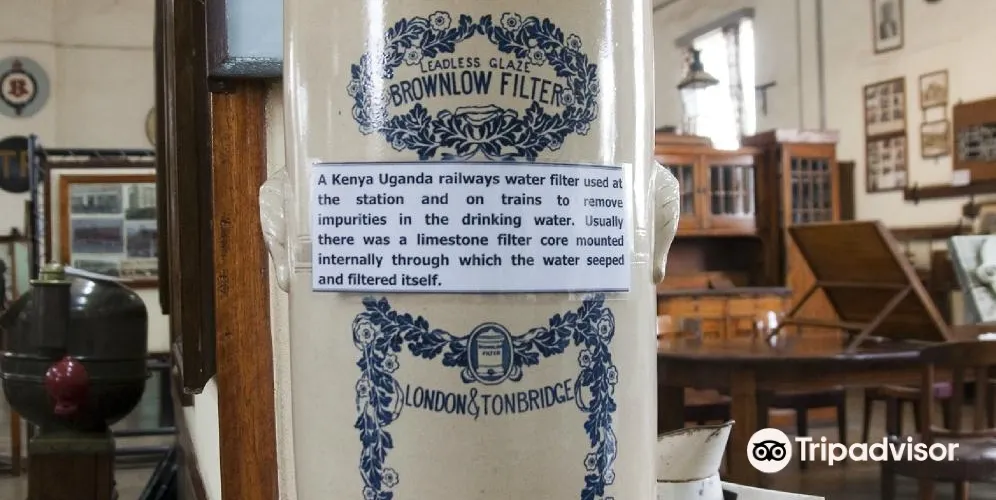 LEADLESS GLAZE
BROWNLOW FILTER
A Kenya Uganda railways water filter used at
the station and on trains to remove
impurities in the drinking water. Usually
there was a limestone filter core mounted
internally through which the water seeped
and filtered itself.
FILTER
LONDON & TONBRIDGE
B
Tripadvisor